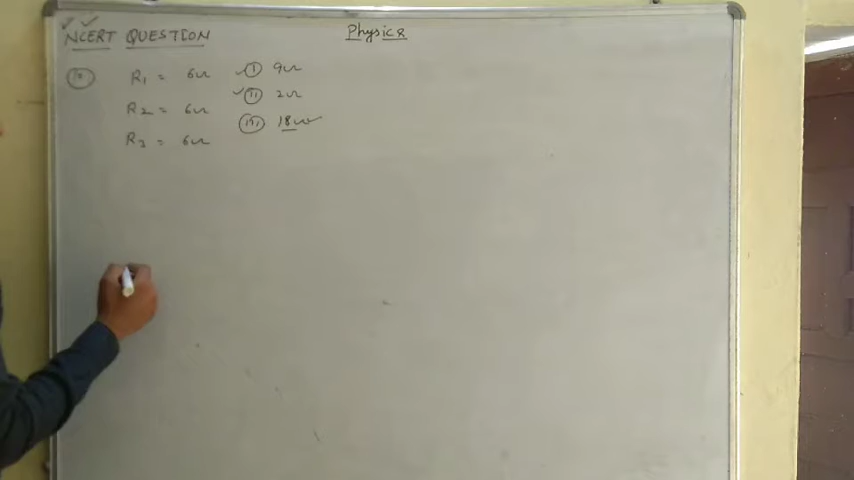 NCERT QUESTION
Physics
R1 = 6Ω
R2 = 6Ω
R3 = 6Ω
(i) 9Ω
(ii) 2Ω
(iii) 18Ω